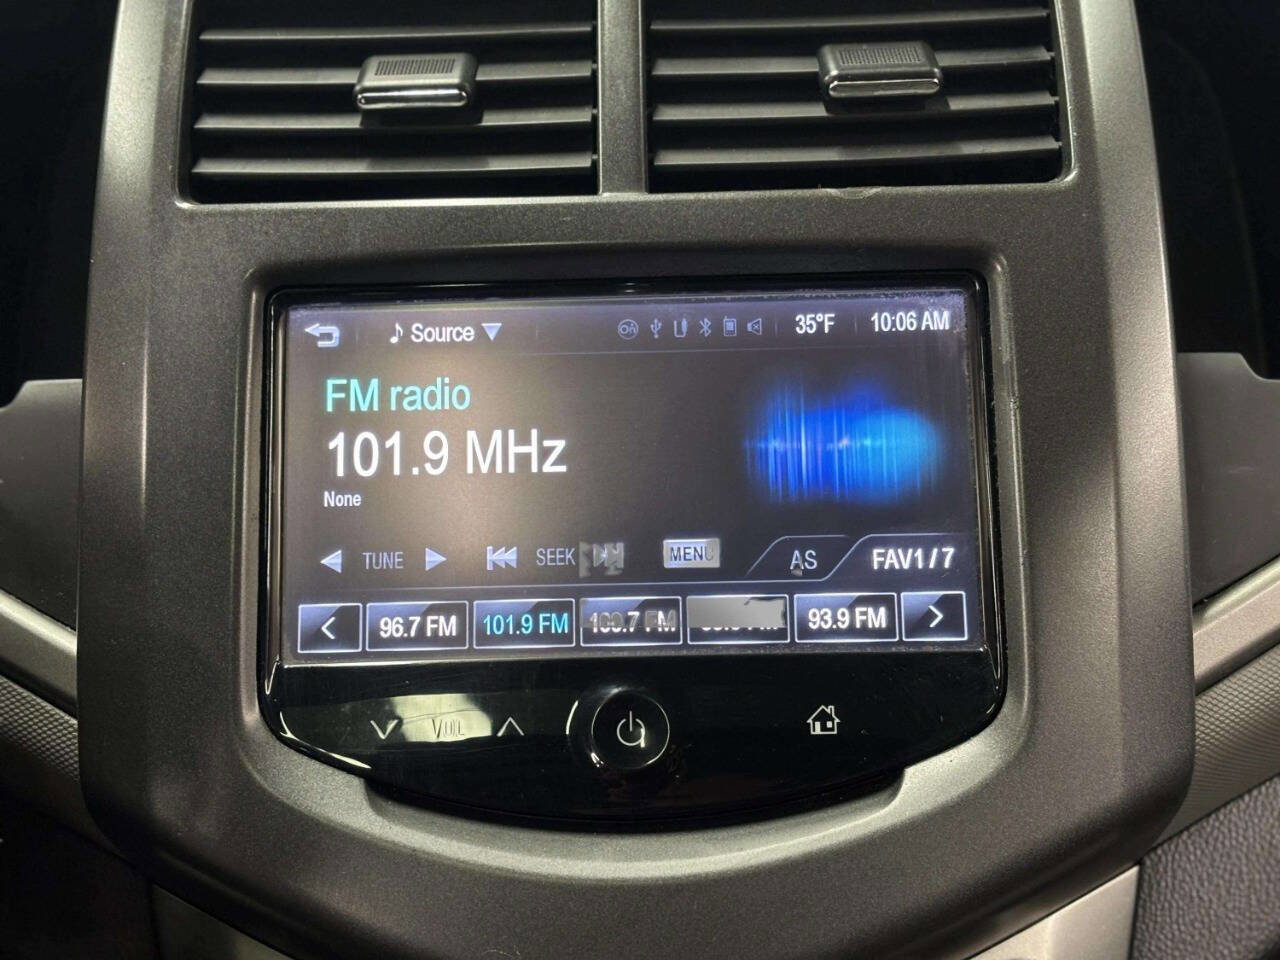 Source 35°F 10:06 AM
FM radio
101.9 MHz
None
TUNE SEEK MENU AS FAV1/7
96.7 FM 101.9 FM FM 93.9 FM
VOL